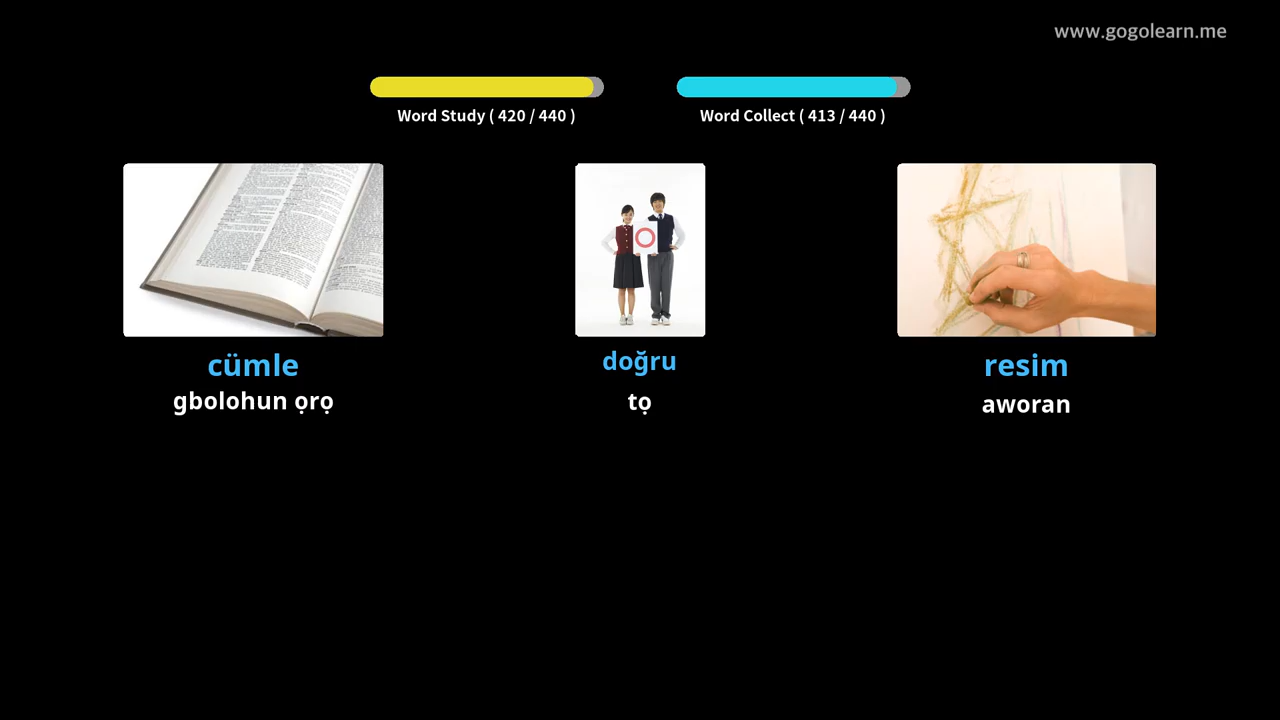 www.gogolearn.me
Word Study ( 420 / 440 )
Word Collect ( 413 / 440 )
cümle
gbolohun ọrọ
doğru
tọ
resim
aworan